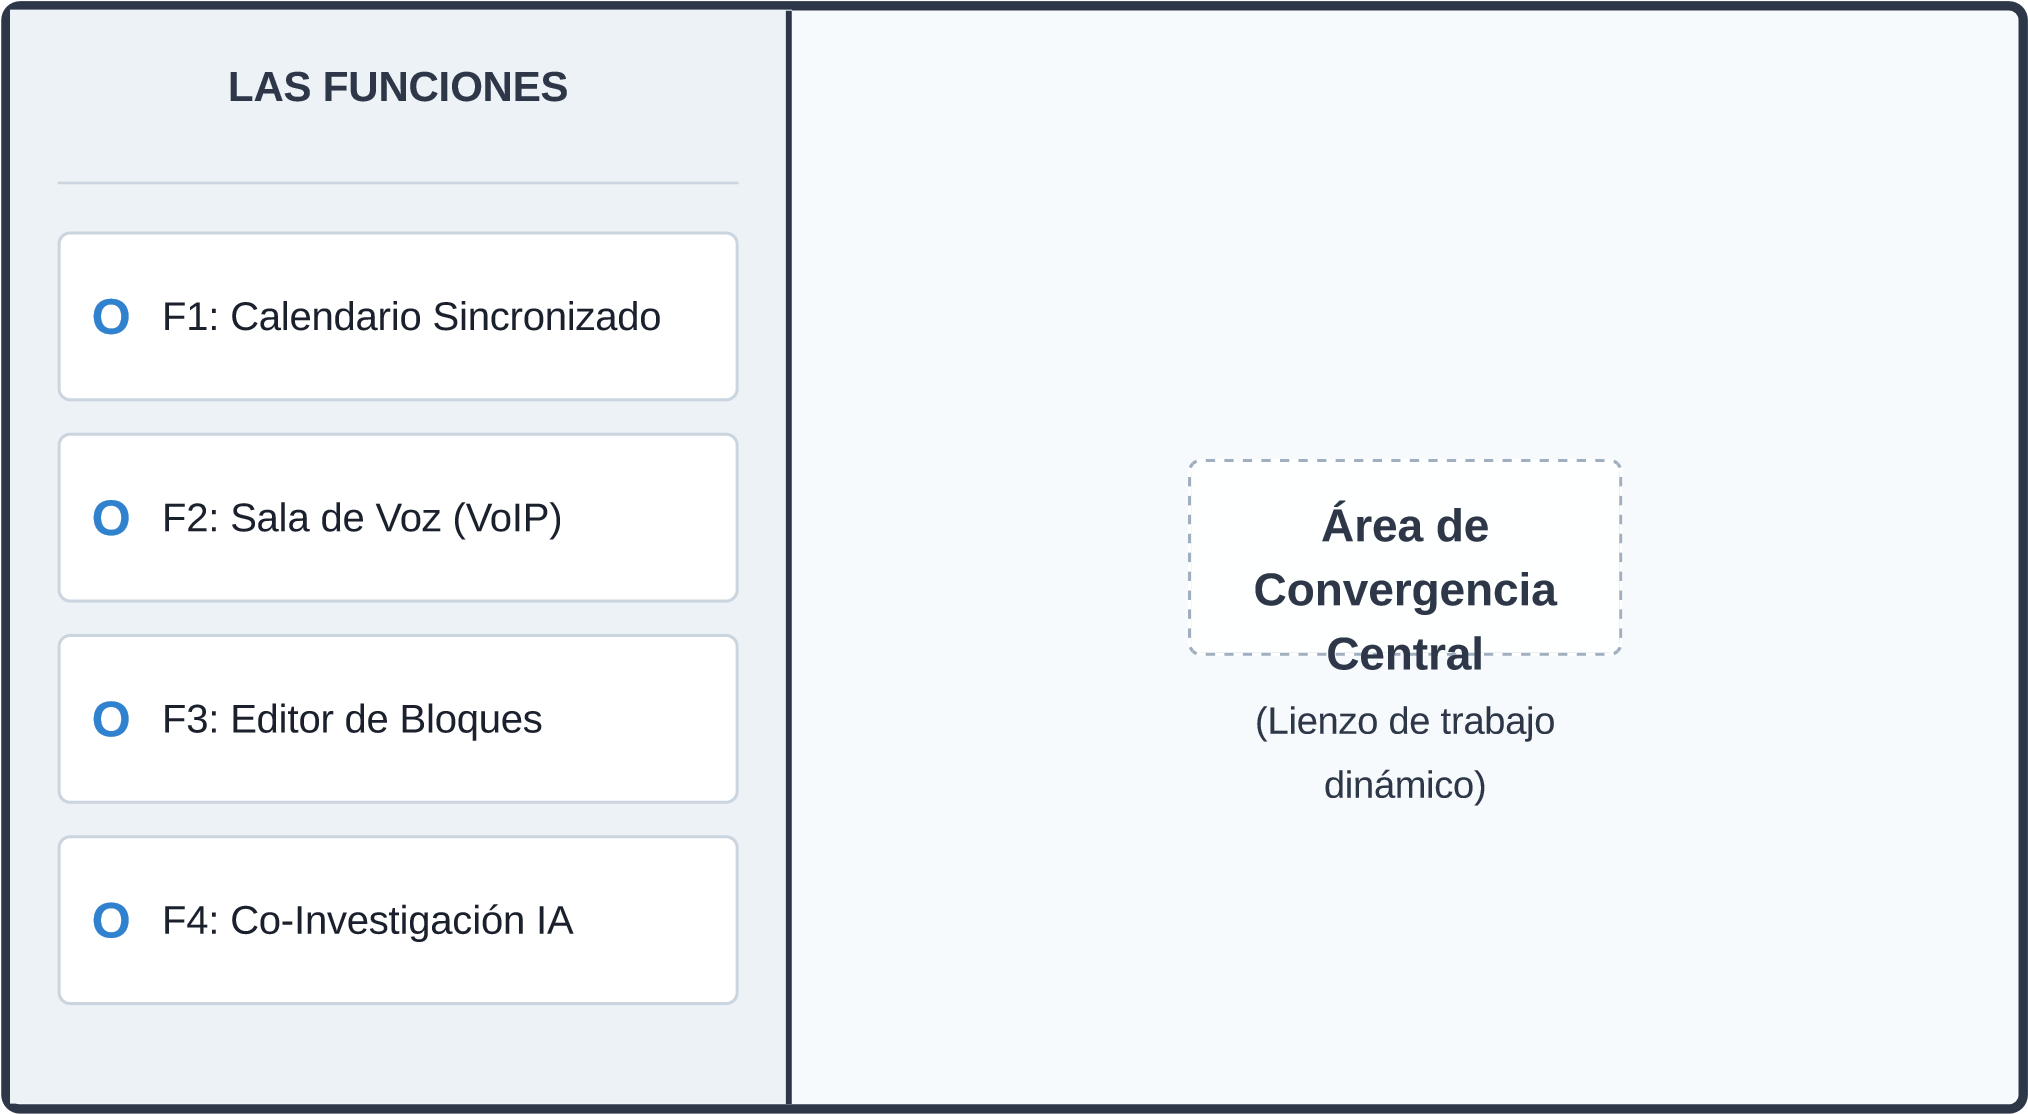 LAS FUNCIONES
O F1: Calendario Sincronizado
O F2: Sala de Voz (VoIP)
O F3: Editor de Bloques
O F4: Co-Investigación IA
Área de
Convergencia
Central
(Lienzo de trabajo
dinámico)